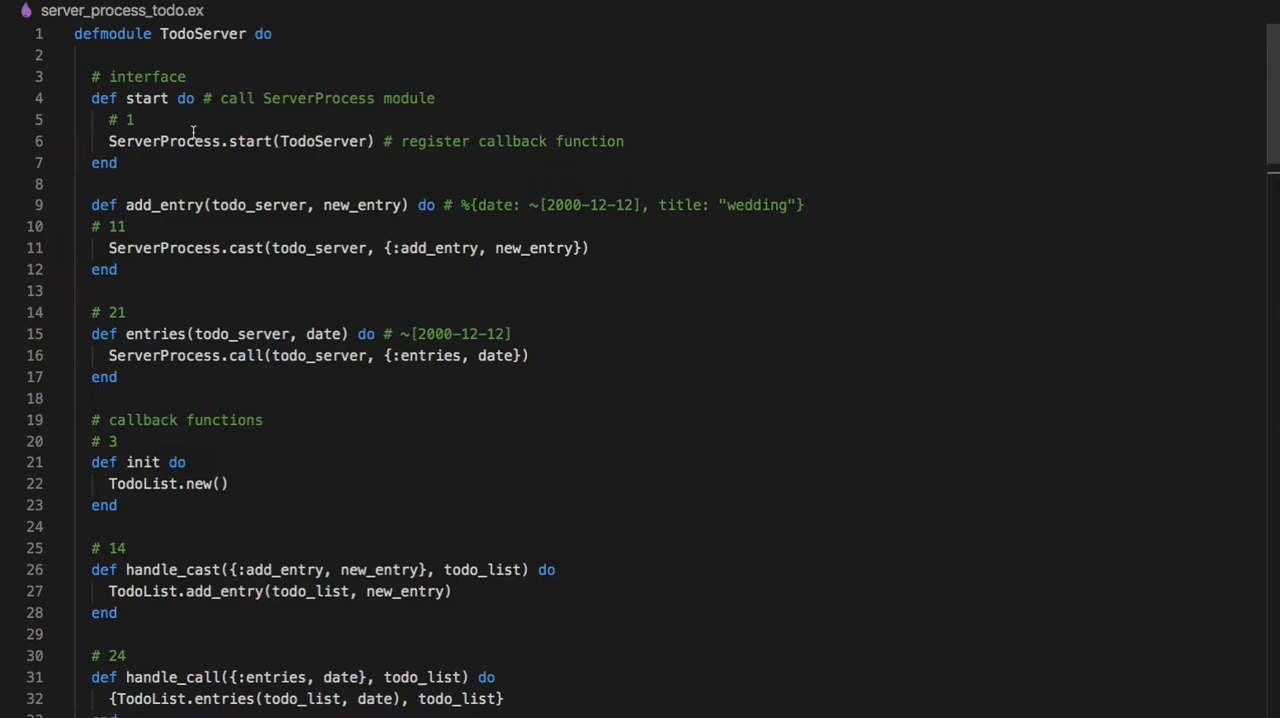 server_process_todo.ex
1 defmodule TodoServer do
2
3 # interface
4 def start do # call ServerProcess module
5 # 1
6 ServerProcess.start(TodoServer) # register callback function
7 end
8
9 def add_entry(todo_server, new_entry) do # %{date: ~[2000-12-12], title: "wedding"}
10 # 11
11 ServerProcess.cast(todo_server, {:add_entry, new_entry})
12 end
13
14 # 21
15 def entries(todo_server, date) do # ~[2000-12-12]
16 ServerProcess.call(todo_server, {:entries, date})
17 end
18
19 # callback functions
20 # 3
21 def init do
22 TodoList.new()
23 end
24
25 # 14
26 def handle_cast({:add_entry, new_entry}, todo_list) do
27 TodoList.add_entry(todo_list, new_entry)
28 end
29
30 # 24
31 def handle_call({:entries, date}, todo_list) do
32 {TodoList.entries(todo_list, date), todo_list}